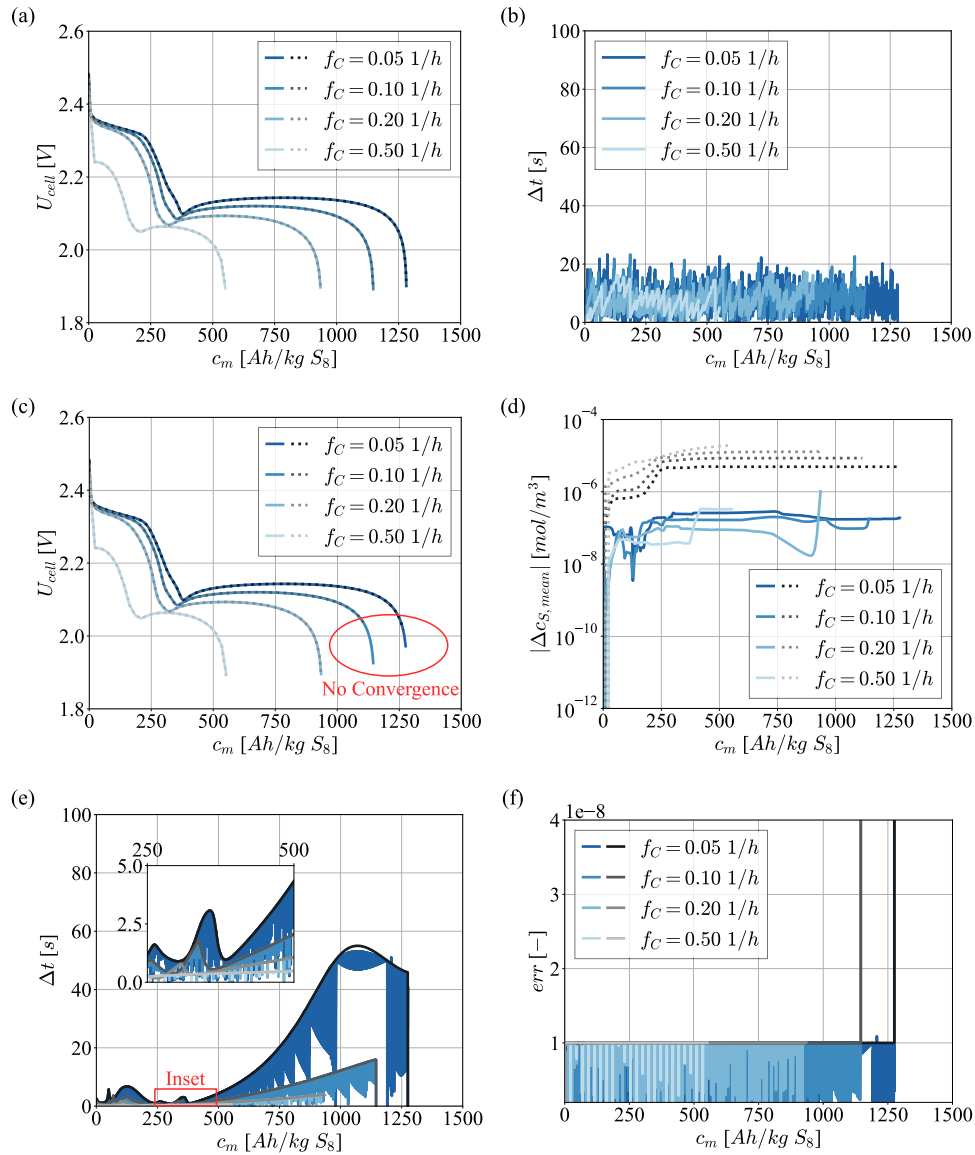 (a)
2.6
2.4
2.2
2.0
1.8
U_cell [V]
f_C = 0.05 1/h
f_C = 0.10 1/h
f_C = 0.20 1/h
f_C = 0.50 1/h
0 250 500 750 1000 1250 1500
c_m [Ah/kg S_8]
(b)
100
80
60
40
20
0
Δt [s]
f_C = 0.05 1/h
f_C = 0.10 1/h
f_C = 0.20 1/h
f_C = 0.50 1/h
0 250 500 750 1000 1250 1500
c_m [Ah/kg S_8]
(c)
2.6
2.4
2.2
2.0
1.8
U_cell [V]
f_C = 0.05 1/h
f_C = 0.10 1/h
f_C = 0.20 1/h
f_C = 0.50 1/h
No Convergence
0 250 500 750 1000 1250 1500
c_m [Ah/kg S_8]
(d)
10^−4
10^−6
10^−8
10^−10
10^−12
|Δc_S,mean| [mol/m^3]
f_C = 0.05 1/h
f_C = 0.10 1/h
f_C = 0.20 1/h
f_C = 0.50 1/h
0 250 500 750 1000 1250 1500
c_m [Ah/kg S_8]
(e)
100
80
60
40
20
0
Δt [s]
250 500
5.0
2.5
0.0
Inset
0 250 500 750 1000 1250 1500
c_m [Ah/kg S_8]
(f)
1e−8
4
3
2
1
err [−]
f_C = 0.05 1/h
f_C = 0.10 1/h
f_C = 0.20 1/h
f_C = 0.50 1/h
0 250 500 750 1000 1250 1500
c_m [Ah/kg S_8]